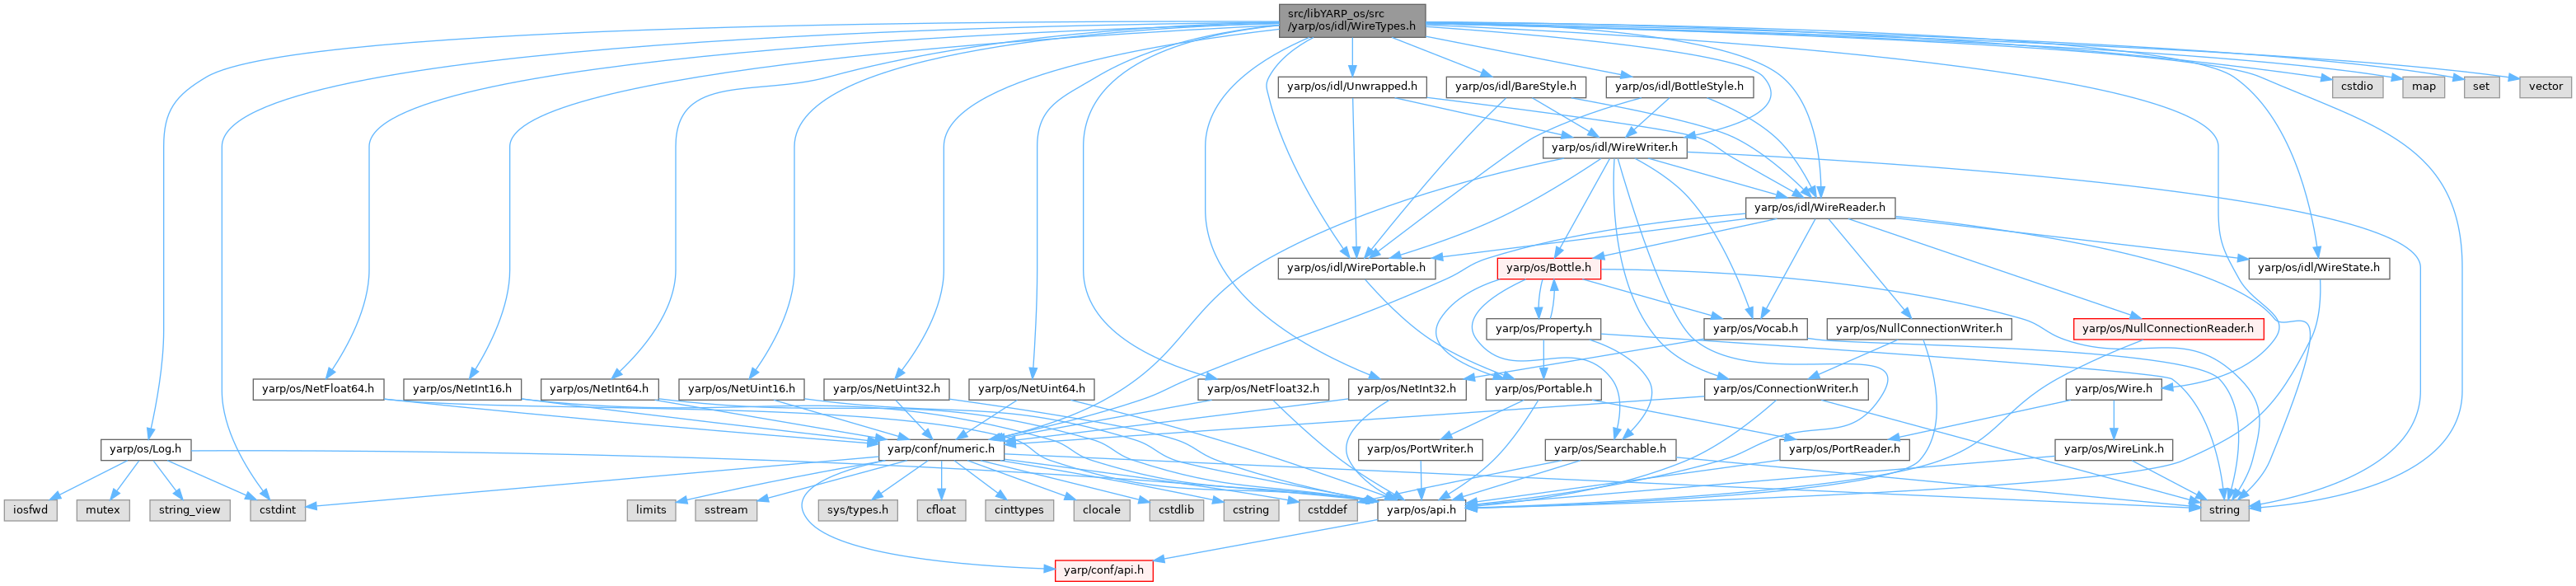 src/libYARP_os/src
/yarp/os/idl/WireTypes.h
yarp/os/idl/Unwrapped.h
yarp/os/idl/BareStyle.h
yarp/os/idl/BottleStyle.h
cstdio
map
set
vector
yarp/os/idl/WireWriter.h
yarp/os/idl/WireReader.h
yarp/os/idl/WirePortable.h
yarp/os/Bottle.h
yarp/os/idl/WireState.h
yarp/os/Property.h
yarp/os/Vocab.h
yarp/os/NullConnectionWriter.h
yarp/os/NullConnectionReader.h
yarp/os/NetFloat64.h
yarp/os/NetInt16.h
yarp/os/NetInt64.h
yarp/os/NetUint16.h
yarp/os/NetUint32.h
yarp/os/NetUint64.h
yarp/os/NetFloat32.h
yarp/os/NetInt32.h
yarp/os/Portable.h
yarp/os/ConnectionWriter.h
yarp/os/Wire.h
yarp/os/Log.h
yarp/conf/numeric.h
yarp/os/PortWriter.h
yarp/os/Searchable.h
yarp/os/PortReader.h
yarp/os/WireLink.h
iosfwd
mutex
string_view
cstdint
limits
sstream
sys/types.h
cfloat
cinttypes
clocale
cstdlib
cstring
cstddef
yarp/os/api.h
string
yarp/conf/api.h